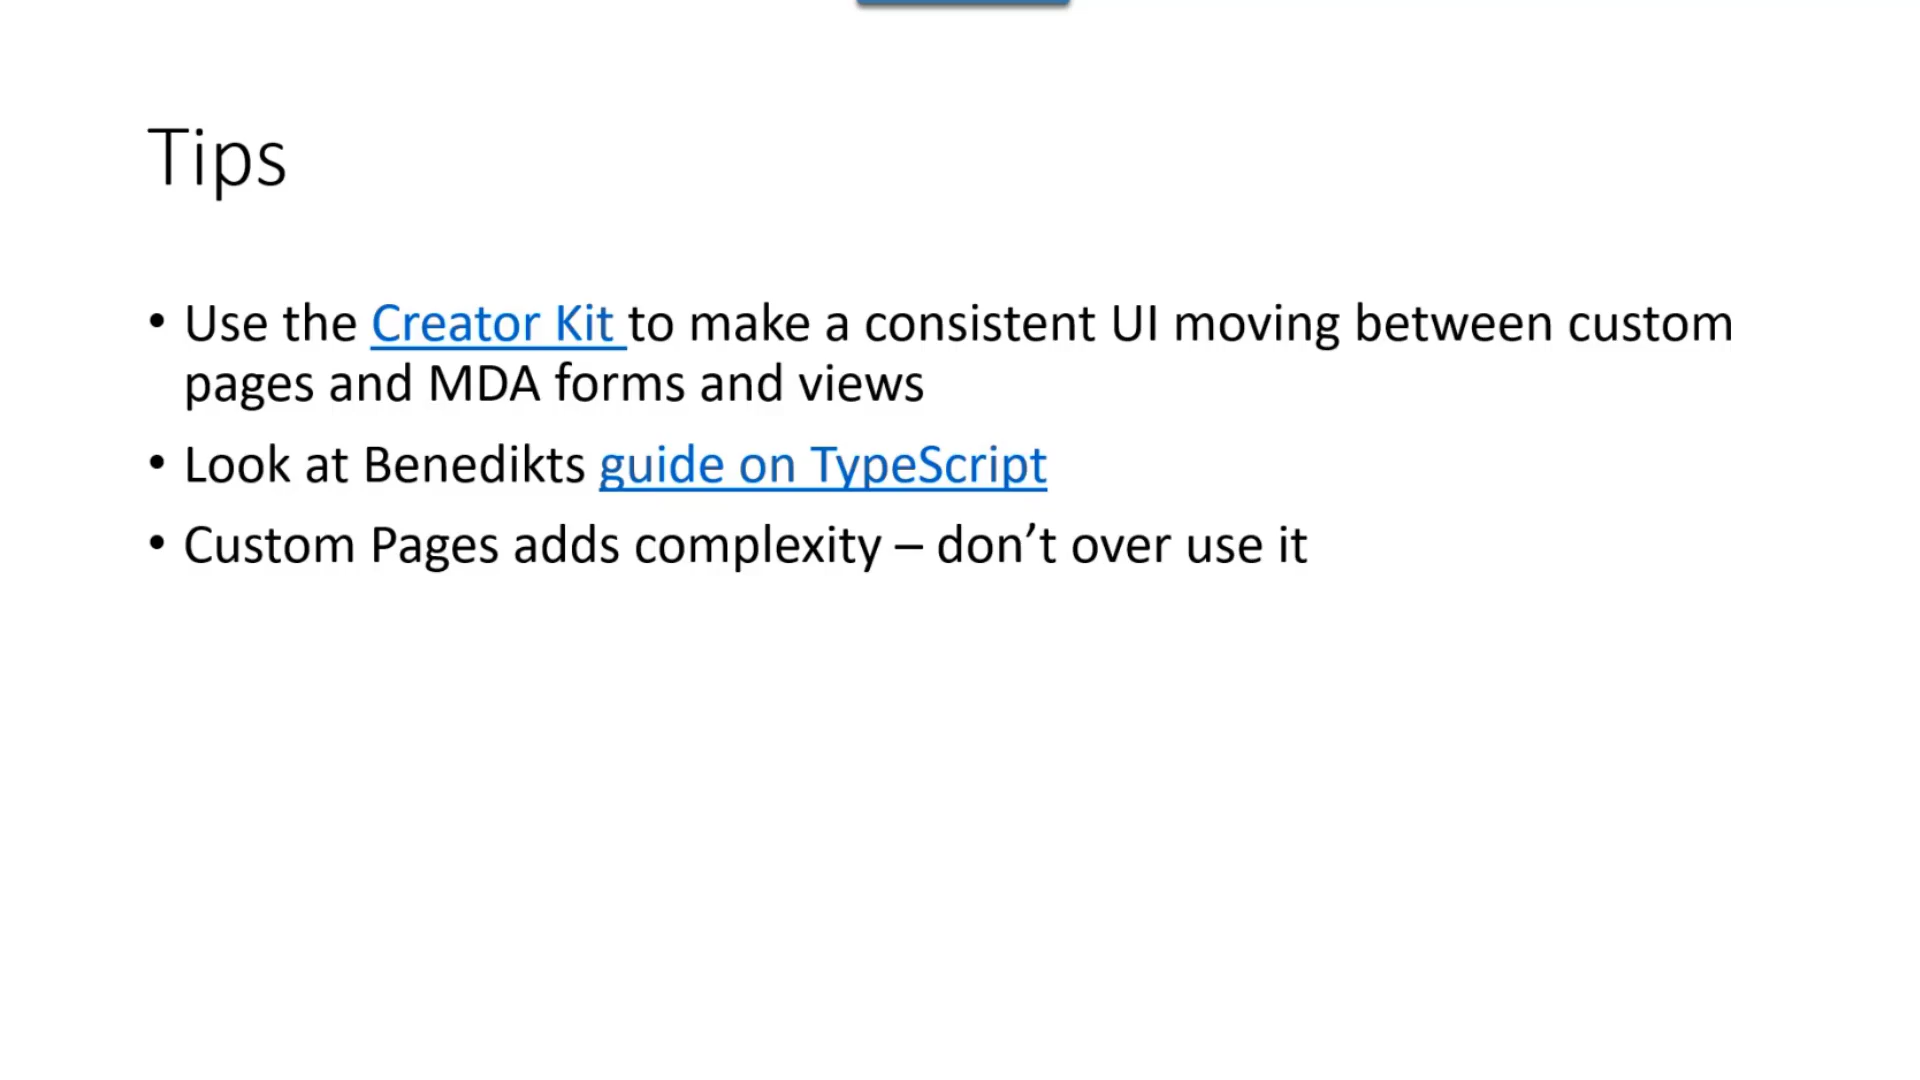 Tips
• Use the Creator Kit to make a consistent UI moving between custom
pages and MDA forms and views
• Look at Benedikts guide on TypeScript
• Custom Pages adds complexity – don’t over use it